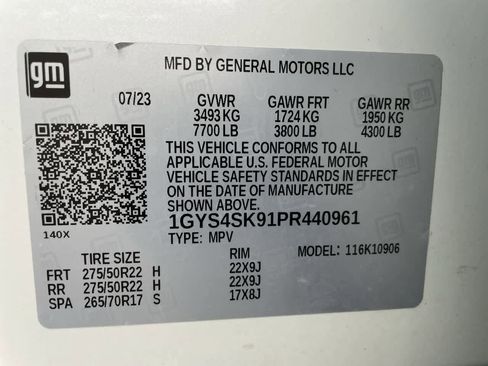 gm
MFD BY GENERAL MOTORS LLC
07/23 GVWR GAWR FRT GAWR RR
3493 KG 1724 KG 1950 KG
7700 LB 3800 LB 4300 LB
THIS VEHICLE CONFORMS TO ALL
APPLICABLE U.S. FEDERAL MOTOR
VEHICLE SAFETY STANDARDS IN EFFECT
ON THE DATE OF MANUFACTURE
SHOWN ABOVE.
1GYS4SK91PR440961
140X TYPE: MPV MODEL: 116K10906
TIRE SIZE RIM
FRT 275/50R22 H 22X9J
RR 275/50R22 H 22X9J
SPA 265/70R17 S 17X8J